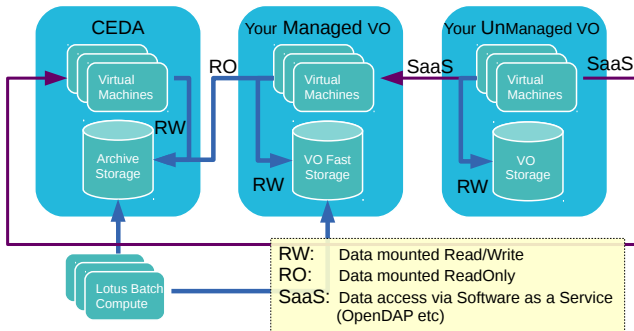 CEDA
Your Managed VO
Your UnManaged VO
Virtual
Machines
RO
Virtual
Machines
SaaS
Virtual
Machines
SaaS
RW
Archive
Storage
RW
VO Fast
Storage
RW
VO
Storage
Lotus Batch
Compute
RW: Data mounted Read/Write
RO: Data mounted ReadOnly
SaaS: Data access via Software as a Service
(OpenDAP etc)